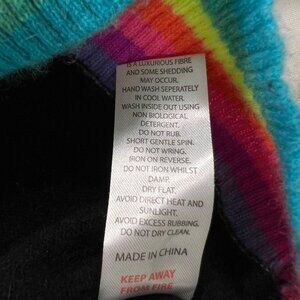 IS A LUXURIOUS FIBRE
AND SOME SHEDDING
MAY OCCUR.
HAND WASH SEPERATELY
IN COOL WATER.
WASH INSIDE OUT USING
NON BIOLOGICAL
DETERGENT.
DO NOT RUB.
SHORT GENTLE SPIN.
DO NOT WRING.
IRON ON REVERSE.
DO NOT IRON WHILST
DAMP.
DRY FLAT.
AVOID DIRECT HEAT AND
SUNLIGHT.
AVOID EXCESS RUBBING.
DO NOT DRY CLEAN.
MADE IN CHINA
KEEP AWAY
FROM FIRE